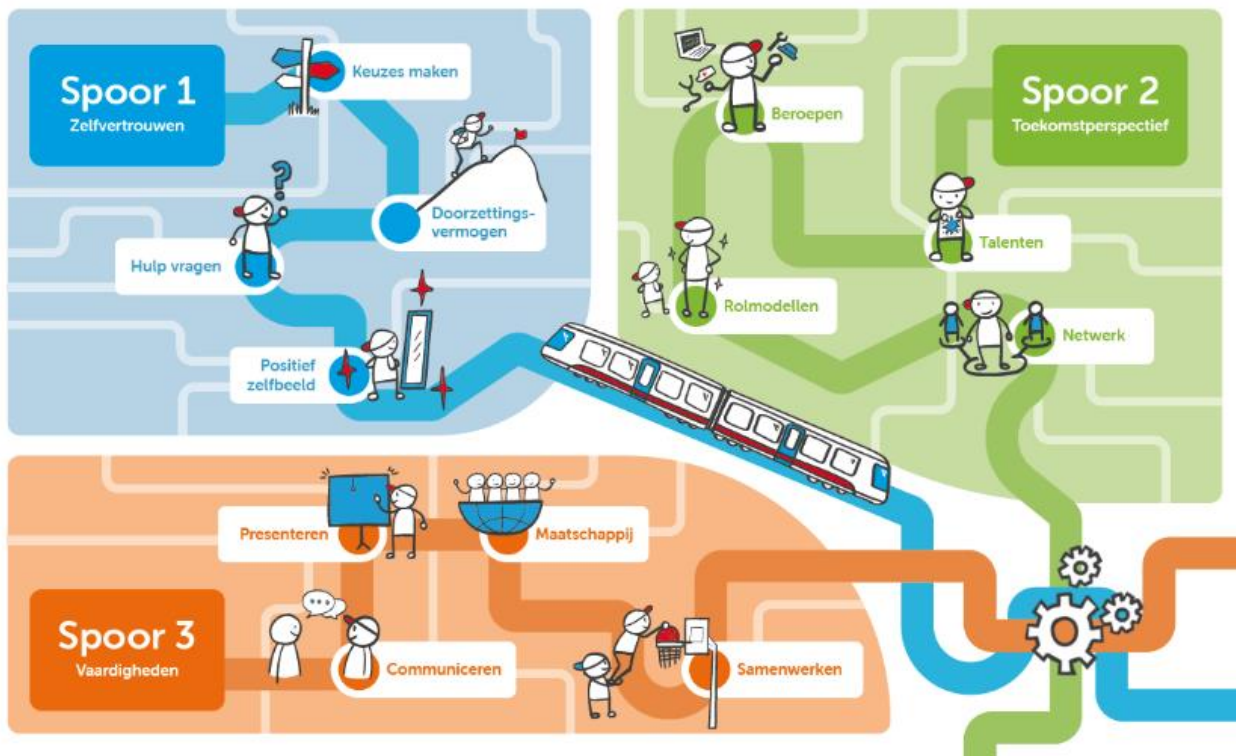 Spoor 1
Zelfvertrouwen
Keuzes maken
Doorzettings-
vermogen
Hulp vragen
Positief
zelfbeeld
Spoor 2
Toekomstperspectief
Beroepen
Talenten
Rolmodellen
Netwerk
Spoor 3
Vaardigheden
Presenteren
Maatschappij
Communiceren
Samenwerken